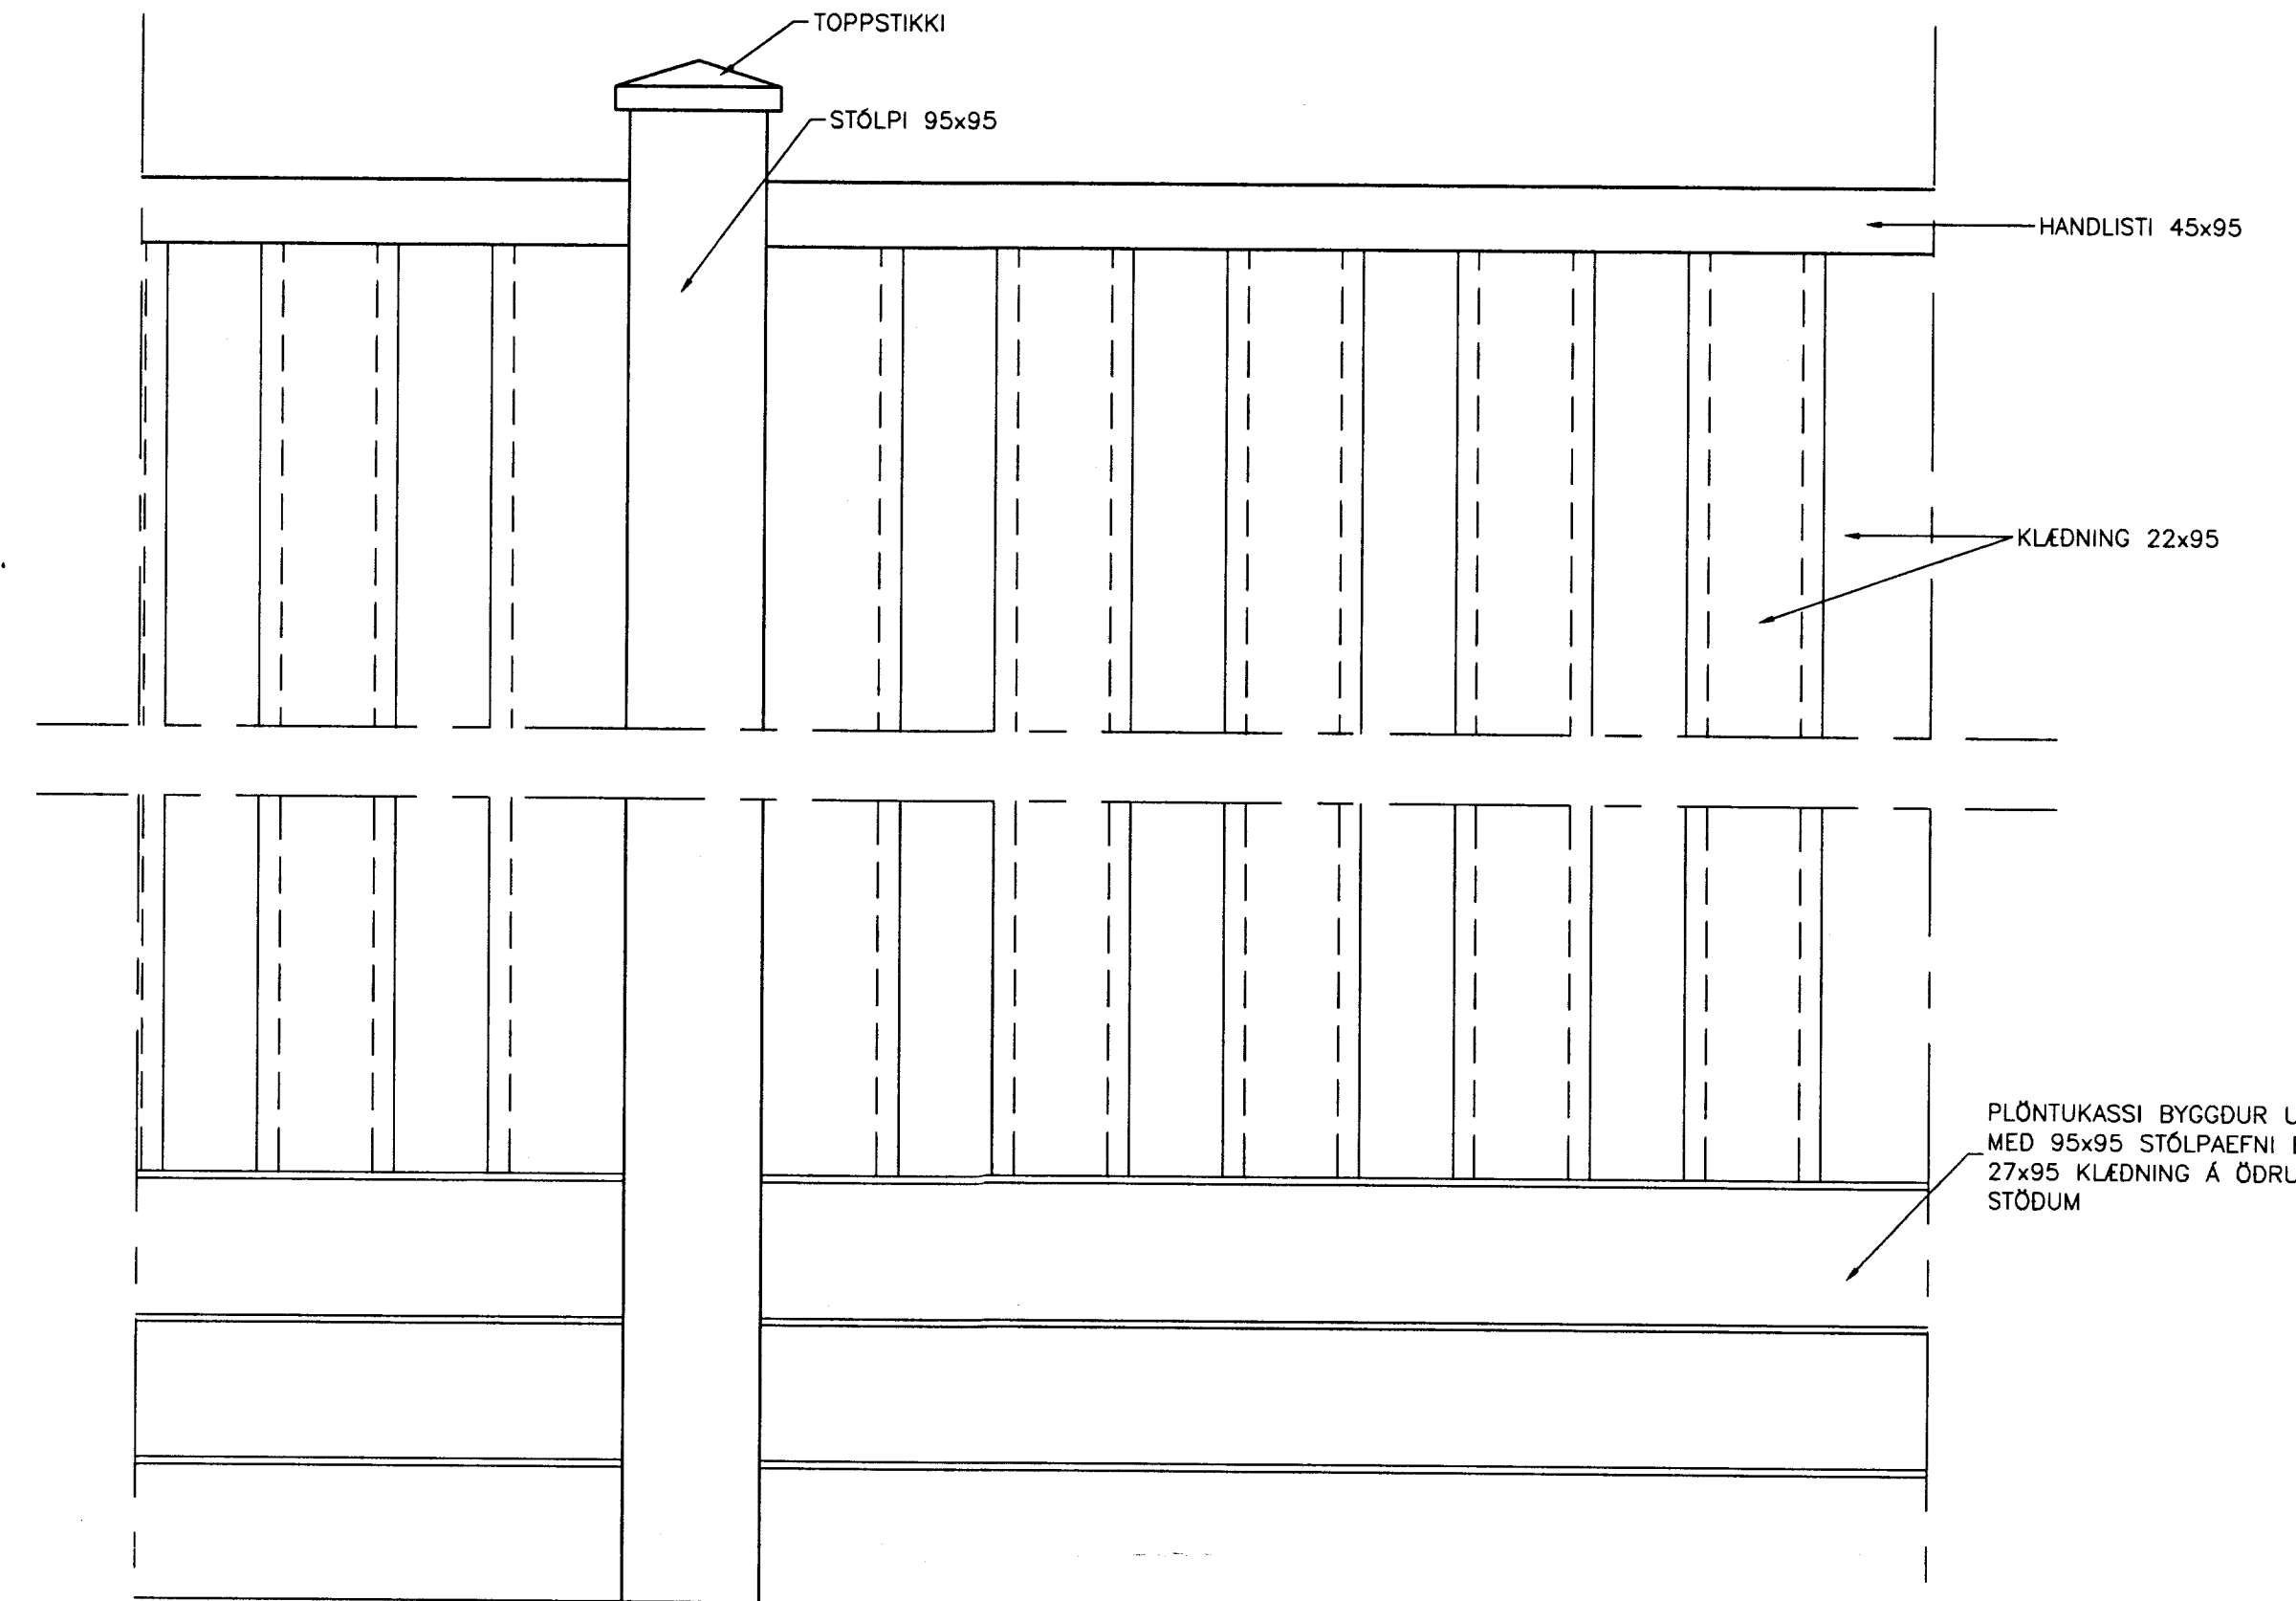 TOPPSTIKKI
STÓLPI 95x95
HANDLISTI 45x95
KLÆÐNING 22x95
PLÖNTUKASSI BYGGÐUR
MEÐ 95x95 STÓLPAEFNI
27x95 KLÆÐNING Á
STÖÐUM